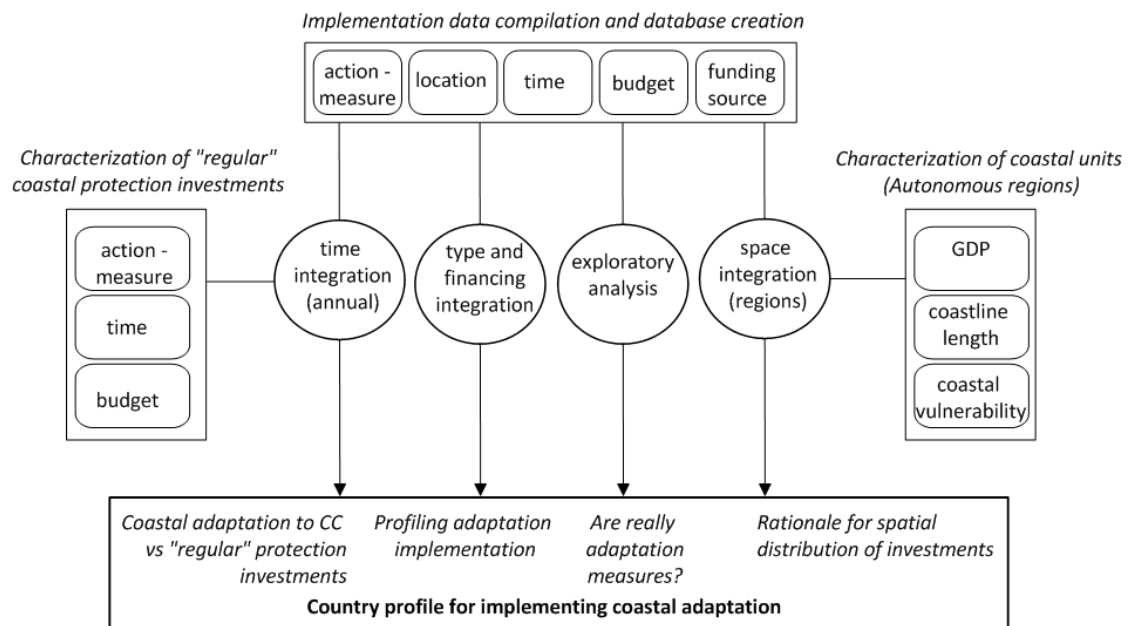 Implementation data compilation and database creation
action -
measure
location
time
budget
funding
source
Characterization of "regular"
coastal protection investments
action -
measure
time
budget
time
integration
(annual)
type and
financing
integration
exploratory
analysis
space
integration
(regions)
Characterization of coastal units
(Autonomous regions)
GDP
coastline
length
coastal
vulnerability
Coastal adaptation to CC
vs "regular" protection
investments
Profiling adaptation
implementation
Are really
adaptation
measures?
Rationale for spatial
distribution of investments
Country profile for implementing coastal adaptation